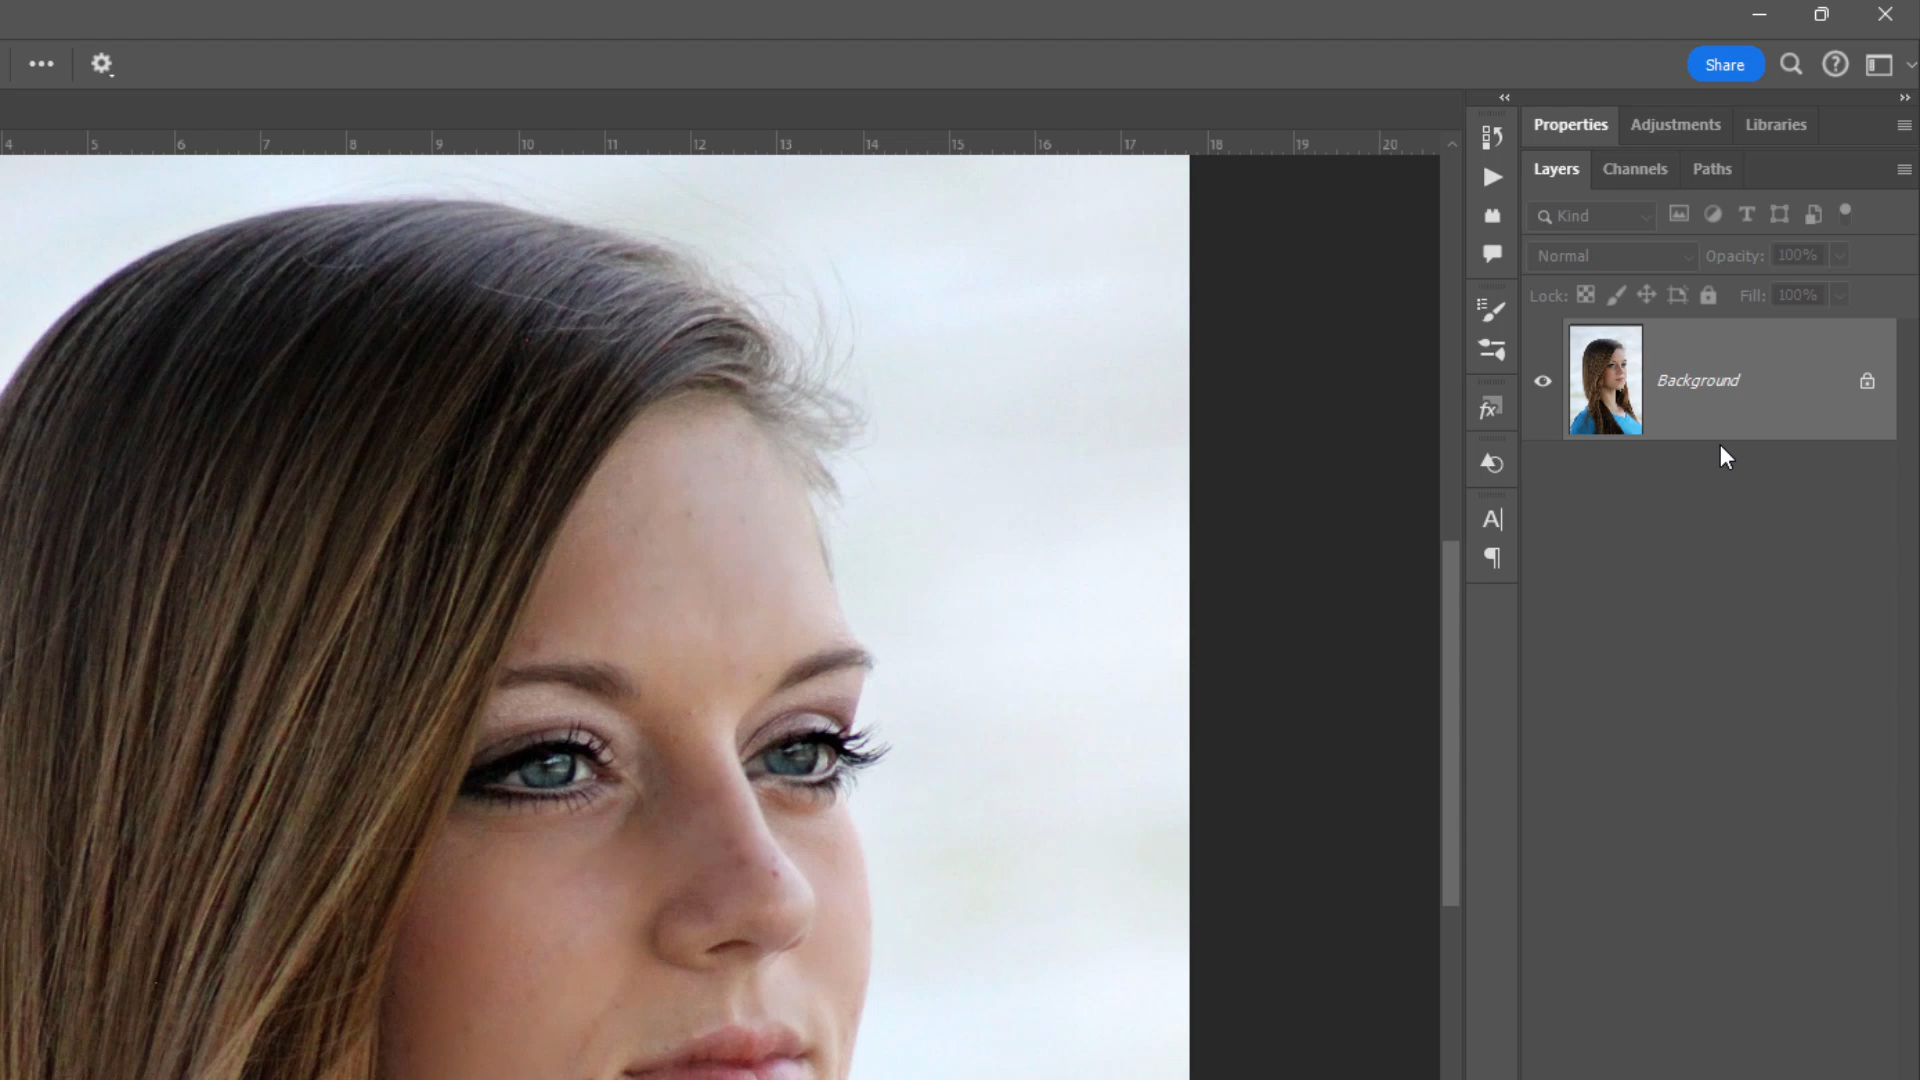 Share
4 5 6 7 8 9 10 11 12 13 14 15 16 17 18 19 20
Properties Adjustments Libraries
Layers Channels Paths
Kind
Normal Opacity: 100%
Lock: Fill: 100%
fx
Background
A